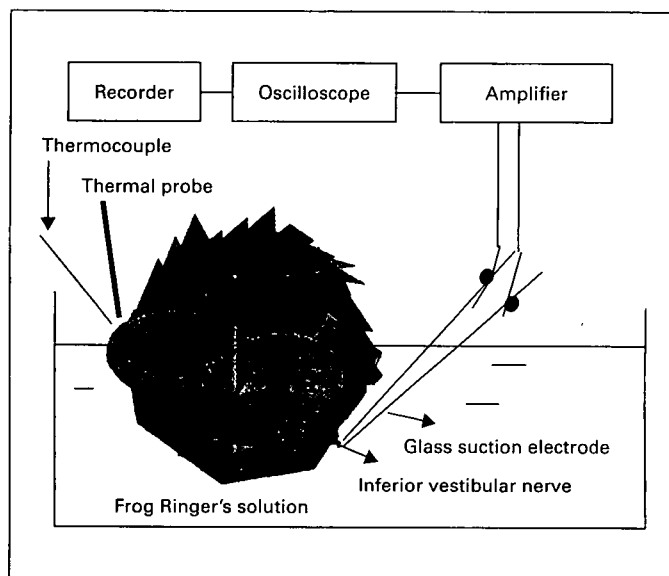 Recorder
Oscilloscope
Amplifier
Thermocouple
Thermal probe
Glass suction electrode
Inferior vestibular nerve
Frog Ringer's solution